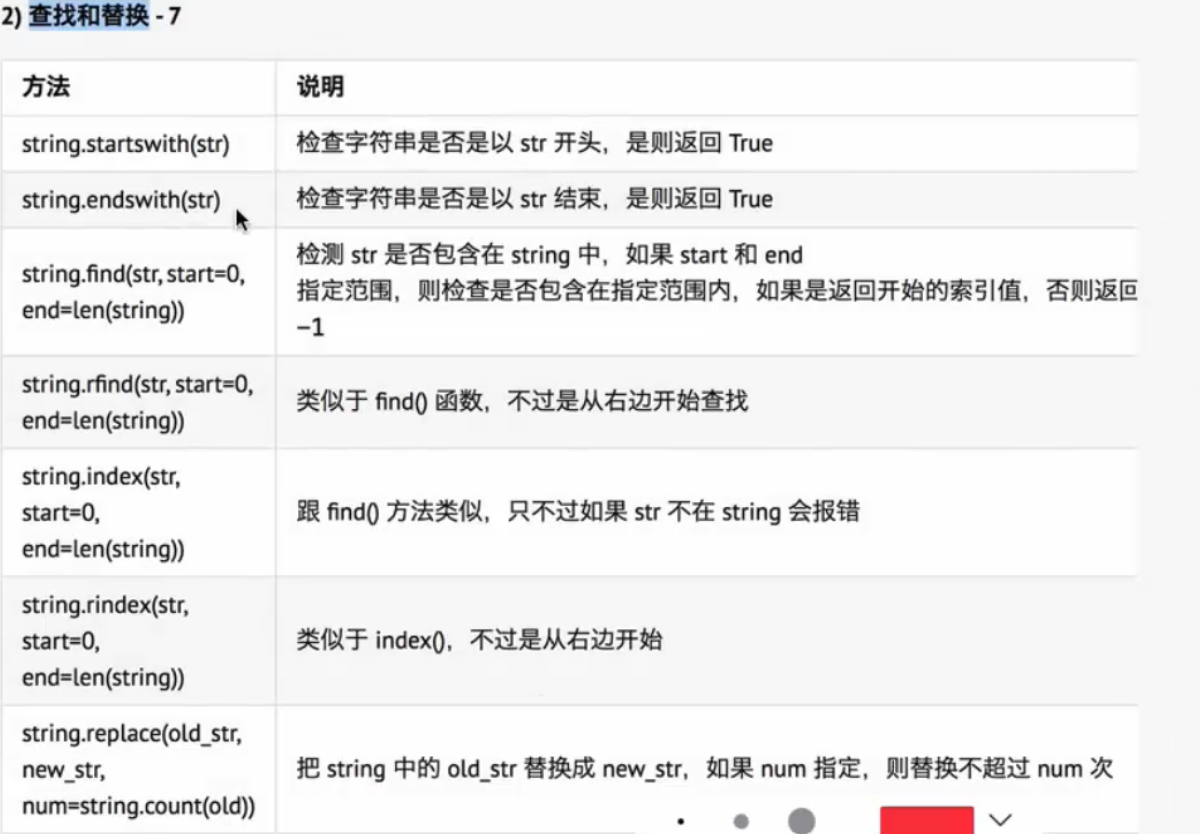 2) 查找和替换 - 7
方法
说明
string.startswith(str)
检查字符串是否是以 str 开头，是则返回 True
string.endswith(str)
检查字符串是否是以 str 结束，是则返回 True
string.find(str, start=0,
end=len(string))
检测 str 是否包含在 string 中，如果 start 和 end
指定范围，则检查是否包含在指定范围内，如果是返回开始的索引值，否则返回
–1
string.rfind(str, start=0,
end=len(string))
类似于 find() 函数，不过是从右边开始查找
string.index(str,
start=0,
end=len(string))
跟 find() 方法类似，只不过如果 str 不在 string 会报错
string.rindex(str,
start=0,
end=len(string))
类似于 index()，不过是从右边开始
string.replace(old_str,
new_str,
num=string.count(old))
把 string 中的 old_str 替换成 new_str，如果 num 指定，则替换不超过 num 次